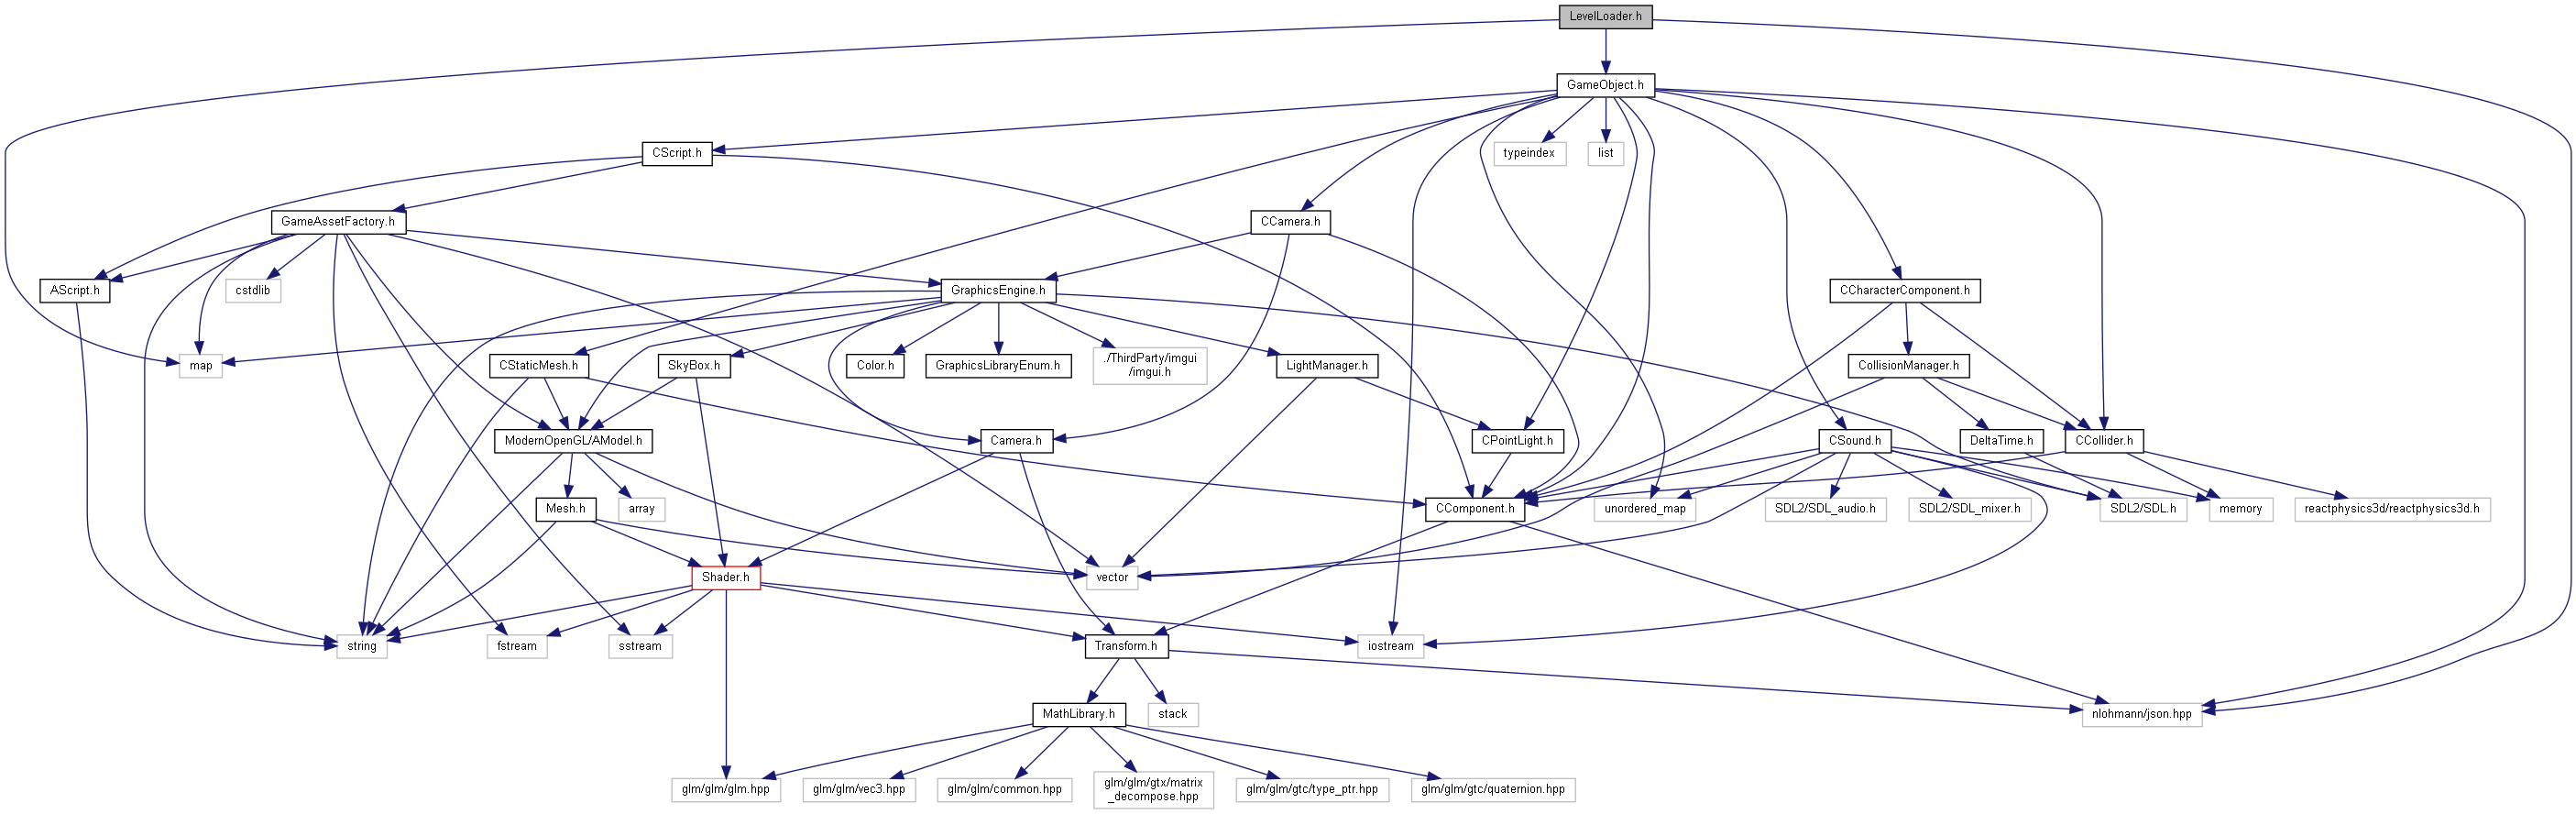 LevelLoader.h
GameObject.h
CScript.h
typeindex
list
GameAssetFactory.h
CCamera.h
AScript.h
cstdlib
GraphicsEngine.h
CCharacterComponent.h
map
CStaticMesh.h
SkyBox.h
Color.h
GraphicsLibraryEnum.h
./ThirdParty/imgui
/imgui.h
LightManager.h
CollisionManager.h
ModernOpenGL/AModel.h
Camera.h
CPointLight.h
CSound.h
DeltaTime.h
CCollider.h
Mesh.h
array
CComponent.h
unordered_map
SDL2/SDL_audio.h
SDL2/SDL_mixer.h
SDL2/SDL.h
memory
reactphysics3d/reactphysics3d.h
Shader.h
vector
string
fstream
sstream
Transform.h
iostream
MathLibrary.h
stack
nlohmann/json.hpp
glm/glm/glm.hpp
glm/glm/vec3.hpp
glm/glm/common.hpp
glm/glm/gtx/matrix
_decompose.hpp
glm/glm/gtc/type_ptr.hpp
glm/glm/gtc/quaternion.hpp